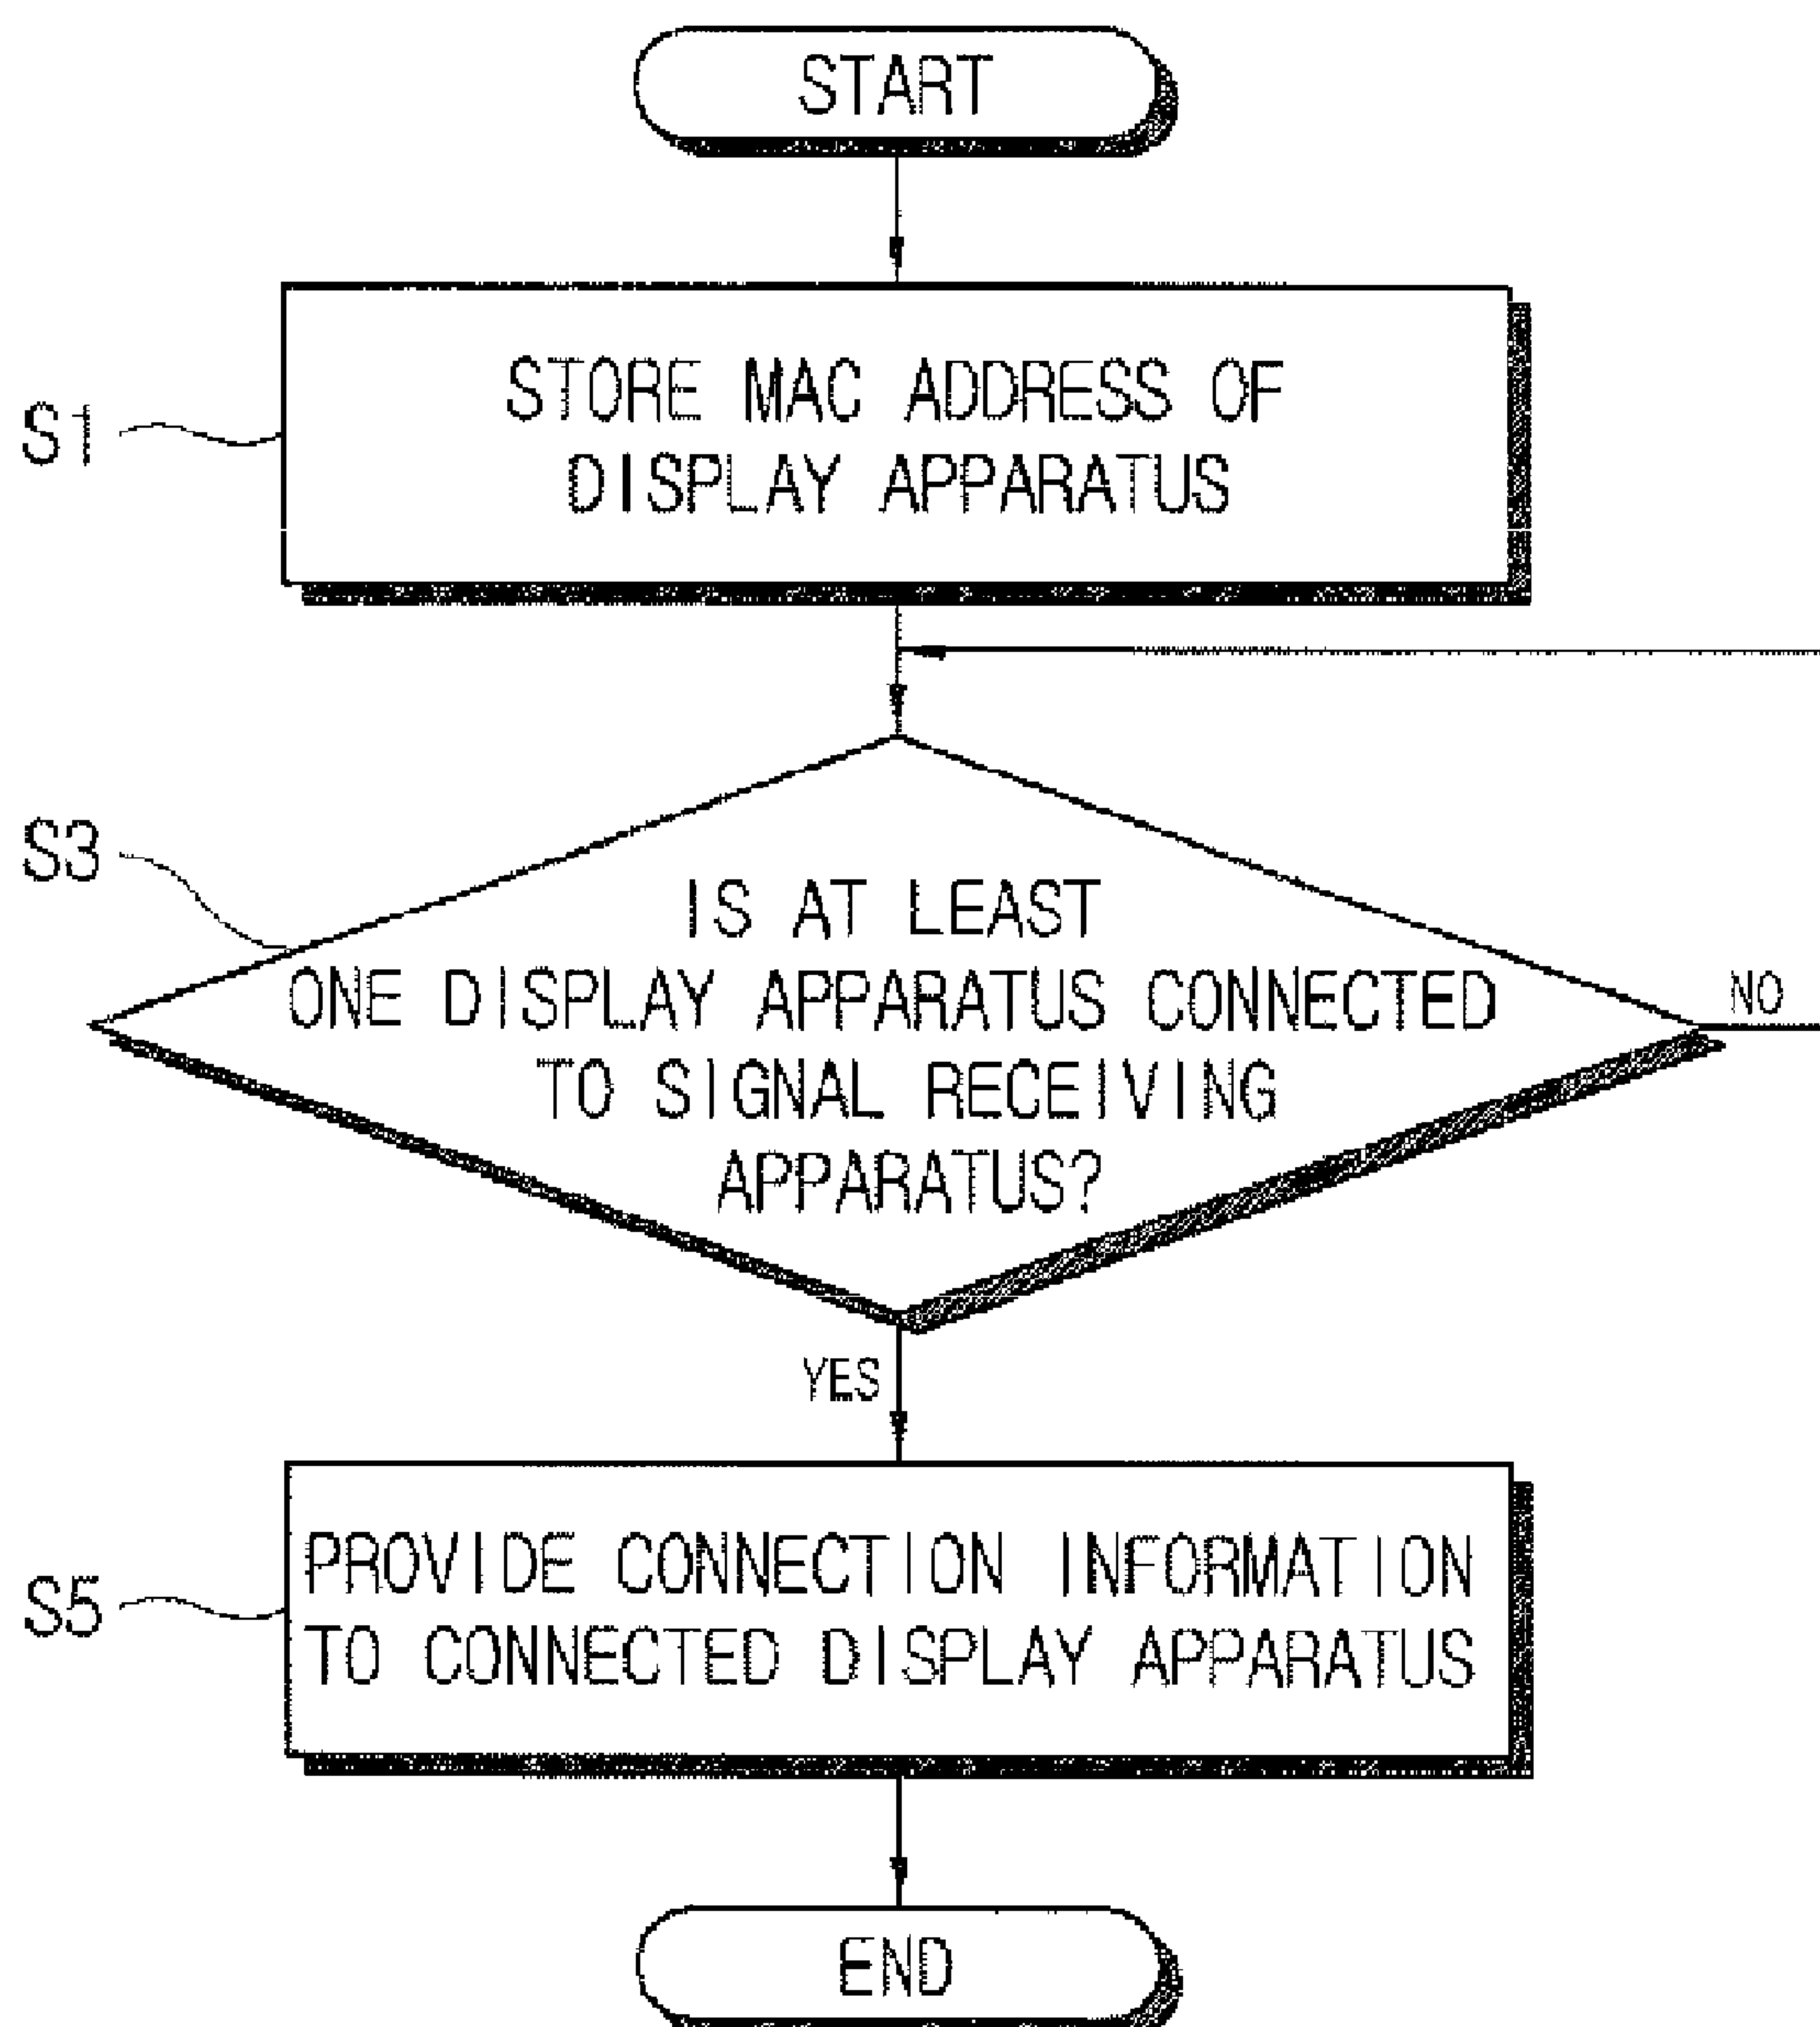 START
S1
STORE MAC ADDRESS OF
DISPLAY APPARATUS
S3
IS AT LEAST
ONE DISPLAY APPARATUS CONNECTED
TO SIGNAL RECEIVING
APPARATUS?
NO
YES
S5
PROVIDE CONNECTION INFORMATION
TO CONNECTED DISPLAY APPARATUS
END